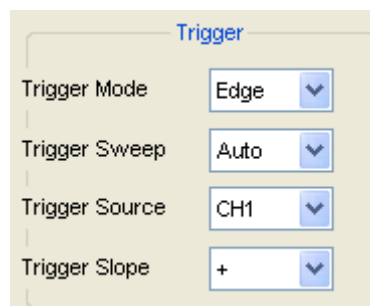 Trigger
Trigger Mode Edge
Trigger Sweep Auto
Trigger Source CH1
Trigger Slope +